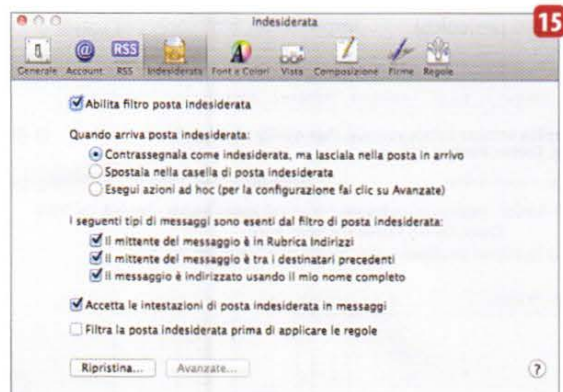 Indesiderata
15
@
RSS
A
Generale Account RSS Indesiderata Font e Colori Vista Composizione Firme Regole
Abilita filtro posta indesiderata
Quando arriva posta indesiderata:
Contrassegnala come indesiderata, ma lasciala nella posta in arrivo
Spostala nella casella di posta indesiderata
Esegui azioni ad hoc (per la configurazione fai clic su Avanzate)
I seguenti tipi di messaggi sono esenti dal filtro di posta indesiderata:
Il mittente del messaggio è in Rubrica Indirizzi
Il mittente del messaggio è tra i destinatari precedenti
Il messaggio è indirizzato usando il mio nome completo
Accetta le intestazioni di posta indesiderata in messaggi
Filtra la posta indesiderata prima di applicare le regole
Ripristina... Avanzate... ?